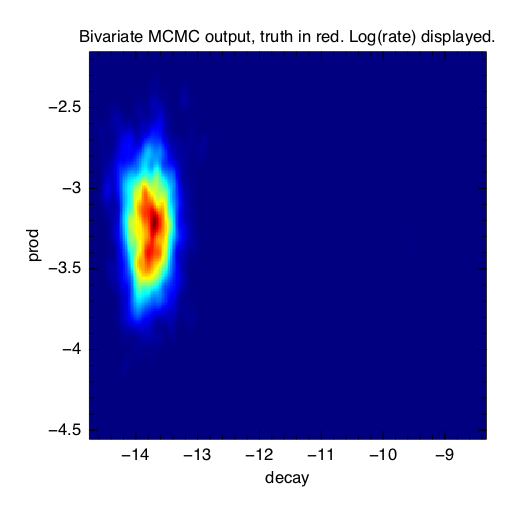 Bivariate MCMC output, truth in red. Log(rate) displayed.
−2.5
−3
−3.5
−4
−4.5
prod
−14 −13 −12 −11 −10 −9
decay